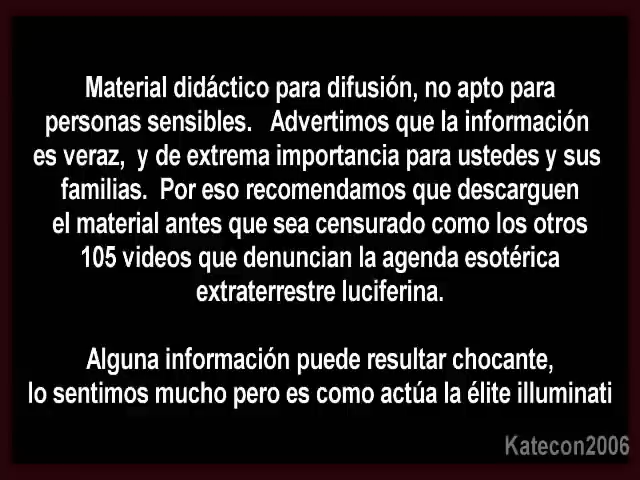 Material didáctico para difusión, no apto para
personas sensibles.   Advertimos que la información
es veraz,  y de extrema importancia para ustedes y sus
familias.  Por eso recomendamos que descarguen
el material antes que sea censurado como los otros
105 videos que denuncian la agenda esotérica
extraterrestre luciferina.
Alguna información puede resultar chocante,
lo sentimos mucho pero es como actúa la élite illuminati
Katecon2006